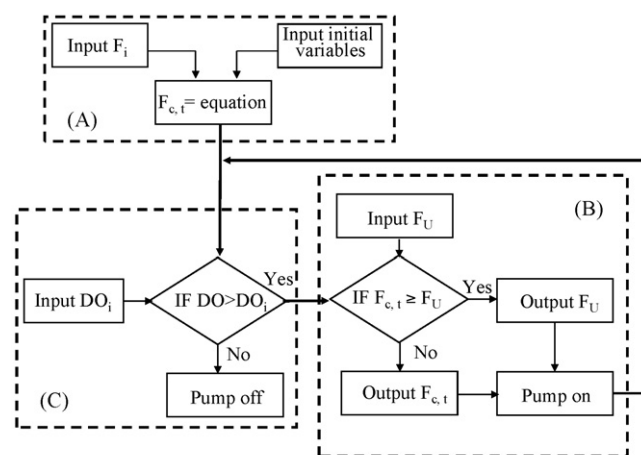 Input Fi
Input initial
variables
Fc, t= equation
(A)
Input FU
(B)
Input DOi
IF DO>DOi
Yes
IF Fc, t ≥ FU
Yes
Output FU
No
No
Pump off
Output Fc, t
Pump on
(C)